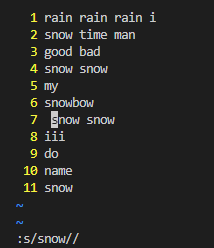 1 rain rain rain i
2 snow time man
3 good bad
4 snow snow
5 my
6 snowbow
7  snow snow
8 iii
9 do
10 name
11 snow
~
~
:s/snow//